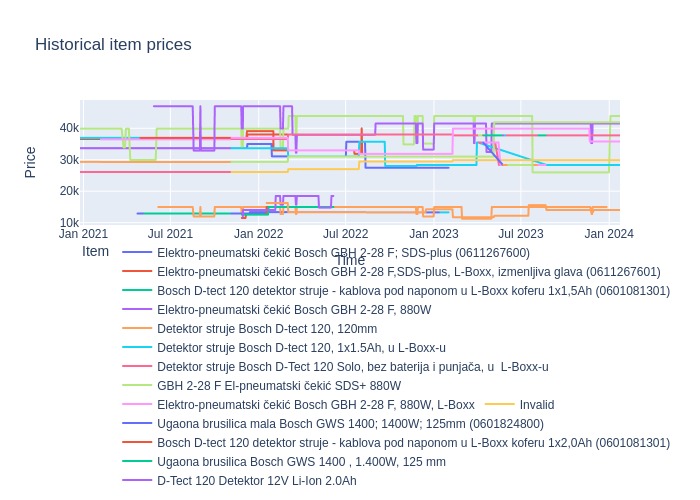 Historical item prices
Price
40k
30k
20k
10k
Jan 2021
Jul 2021
Jan 2022
Jul 2022
Jan 2023
Jul 2023
Jan 2024
Time
Item
Elektro-pneumatski čekić Bosch GBH 2-28 F; SDS-plus (0611267600)
Elektro-pneumatski čekić Bosch GBH 2-28 F,SDS-plus, L-Boxx, izmenljiva glava (0611267601)
Bosch D-tect 120 detektor struje - kablova pod naponom u L-Boxx koferu 1x1,5Ah (0601081301)
Elektro-pneumatski čekić Bosch GBH 2-28 F, 880W
Detektor struje Bosch D-tect 120, 120mm
Detektor struje Bosch D-tect 120, 1x1.5Ah, u L-Boxx-u
Detektor struje Bosch D-Tect 120 Solo, bez baterija i punjača, u L-Boxx-u
GBH 2-28 F El-pneumatski čekić SDS+ 880W
Elektro-pneumatski čekić Bosch GBH 2-28 F, 880W, L-Boxx Invalid
Ugaona brusilica mala Bosch GWS 1400; 1400W; 125mm (0601824800)
Bosch D-tect 120 detektor struje - kablova pod naponom u L-Boxx koferu 1x2,0Ah (0601081301)
Ugaona brusilica Bosch GWS 1400 , 1.400W, 125 mm
D-Tect 120 Detektor 12V Li-Ion 2.0Ah